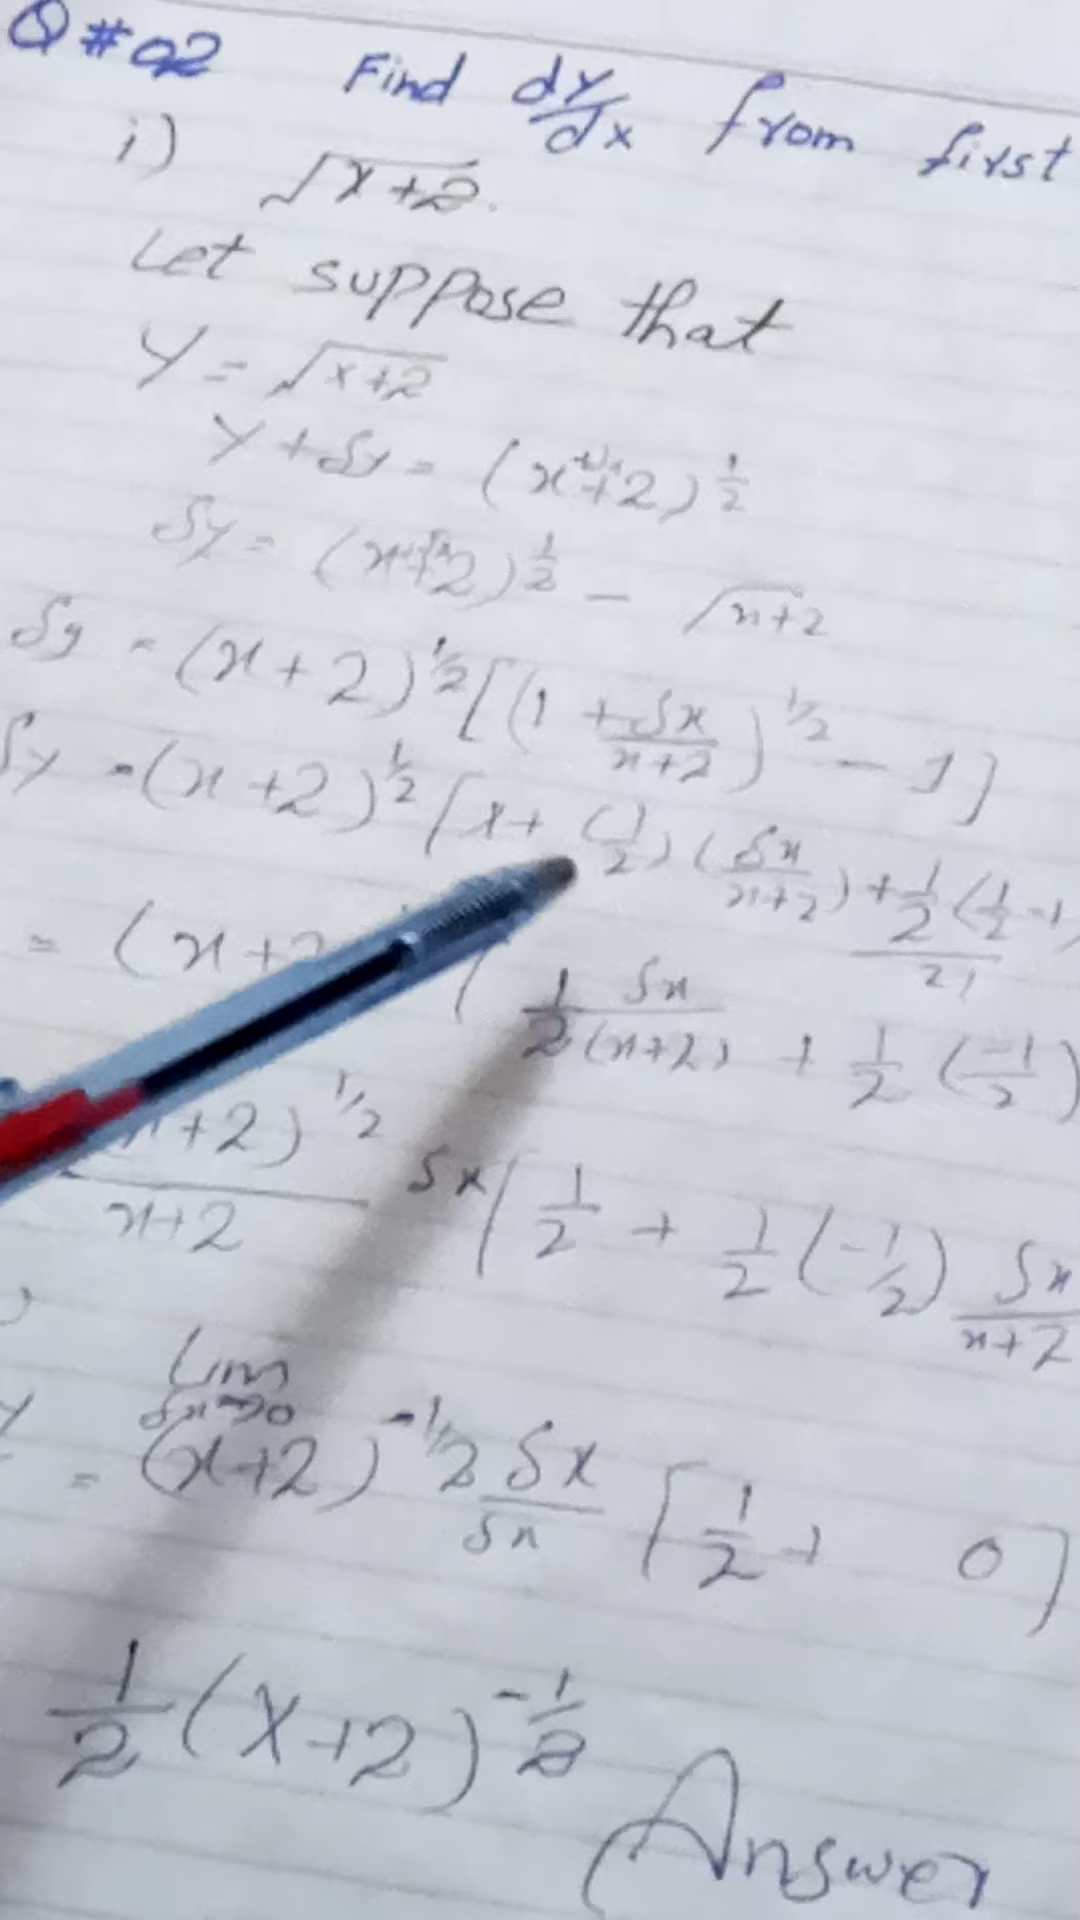 Q # 02 Find dy/dx from first
i) √x+2.
Let suppose that
y = √x+2
y + δy = (x+δx+2)^1/2
δy = (x+δx+2)^1/2 - √x+2
δy = (x+2)^1/2 [(1 + δx/x+2)^1/2 - 1]
δy = (x+2)^1/2 [1 + (1/2) (δx/x+2) + 1/2 (1/2 -1) / 2!
= (x+2 ( 1/2 δx/(x+2) + 1/2 (-1/2)
x+2)^1/2 / x+2 δx ( 1/2 + 1/2 (-1/2) δx/x+2
Lim δx→0
= (x+2)^-1/2 δx/δx [1/2 + 0]
1/2 (x+2)^-1/2
Answer